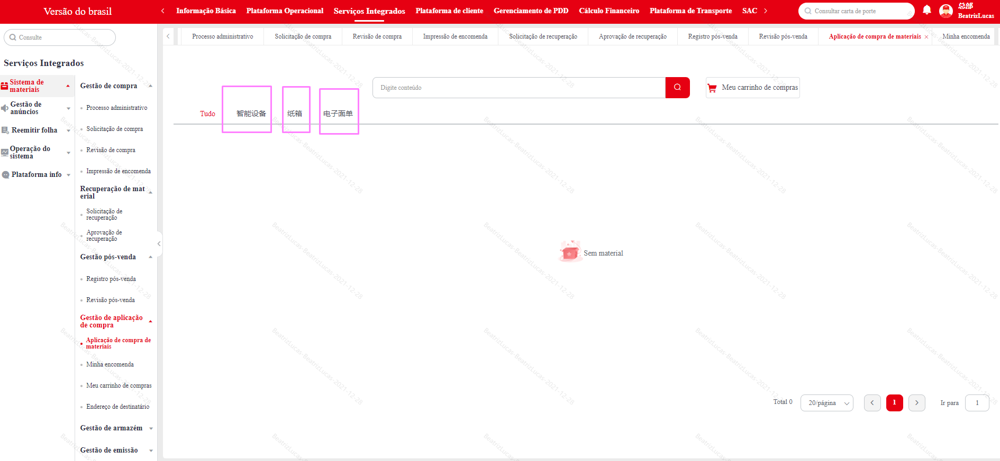 Versão do brasil
Informação Básica
Plataforma Operacional
Serviços Integrados
Plataforma de cliente
Gerenciamento de PDD
Cálculo Financeiro
Plataforma de Transporte
SAC
Consultar carta de porte
总部
BeatrizLucas
Consulte
Processo administrativo
Solicitação de compra
Revisão de compra
Impressão de encomenda
Solicitação de recuperação
Aprovação de recuperação
Registro pós-venda
Revisão pós-venda
Aplicação de compra de materiais
Minha encomenda
Serviços Integrados
Sistema de
materiais
Gestão de
anúncios
Reemitir folha
Operação do
sistema
Plataforma info
Gestão de compra
Processo administrativo
Solicitação de compra
Revisão de compra
Impressão de encomenda
Recuperação de mat
erial
Solicitação de
recuperação
Aprovação de
recuperação
Gestão pós-venda
Registro pós-venda
Revisão pós-venda
Gestão de aplicação
de compra
Aplicação de compra de
materiais
Minha encomenda
Meu carrinho de compras
Endereço de destinatário
Gestão de armazém
Gestão de emissão
Digite conteúdo
Meu carrinho de compras
Tudo
智能设备
纸箱
电子面单
Sem material
Total 0
20/página
1
Ir para
1
BeatrizLucas-BeatrizLucas-2021-12-28